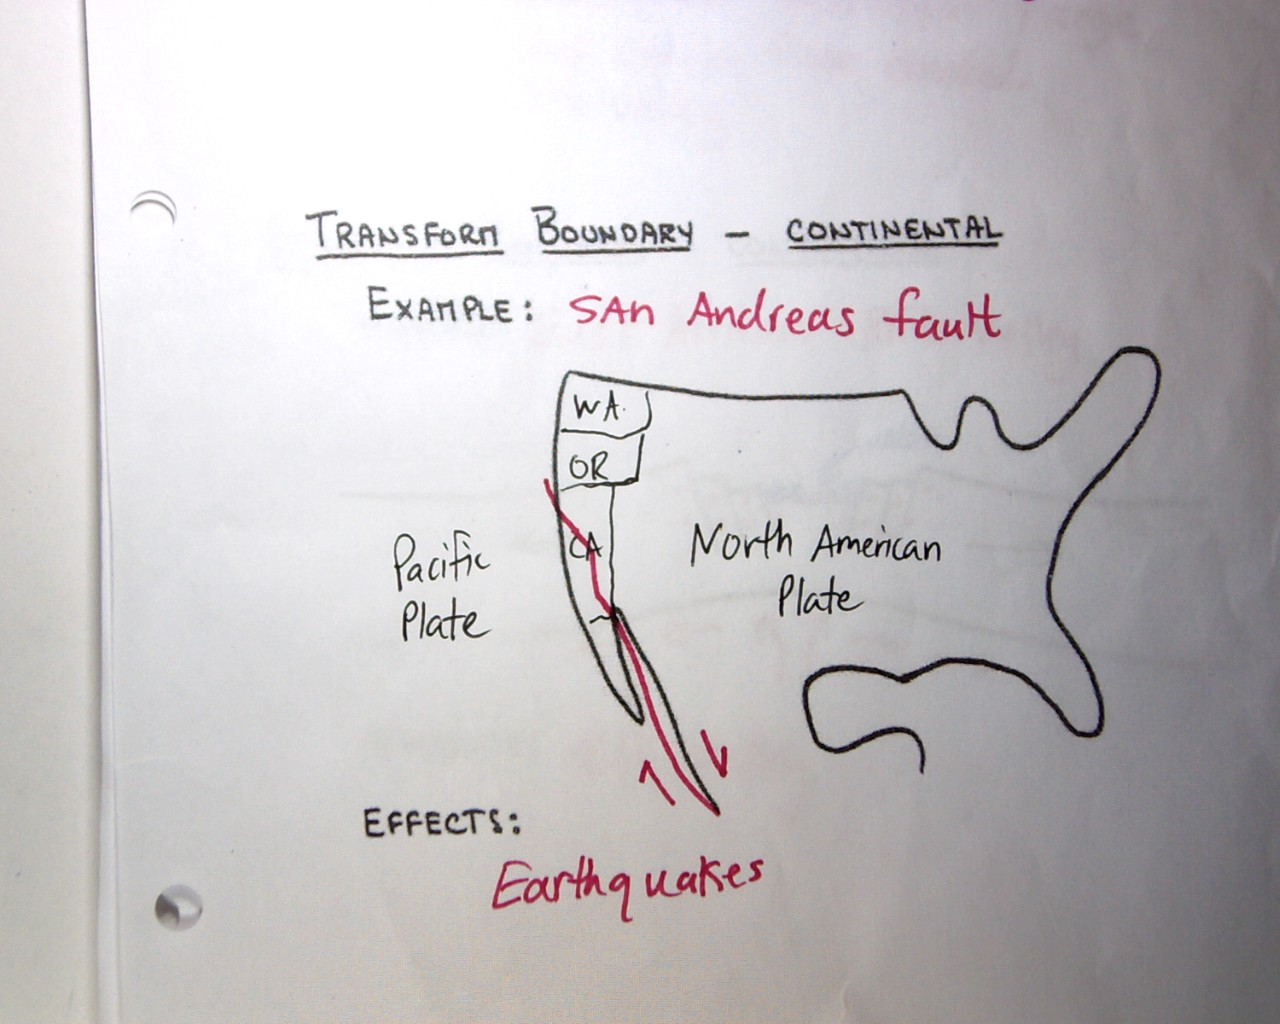 TRANSFORM BOUNDARY – CONTINENTAL
EXAMPLE: SAn Andreas fault
WA.
OR
CA
Pacific
Plate
North American
Plate
EFFECTS:
Earthquakes